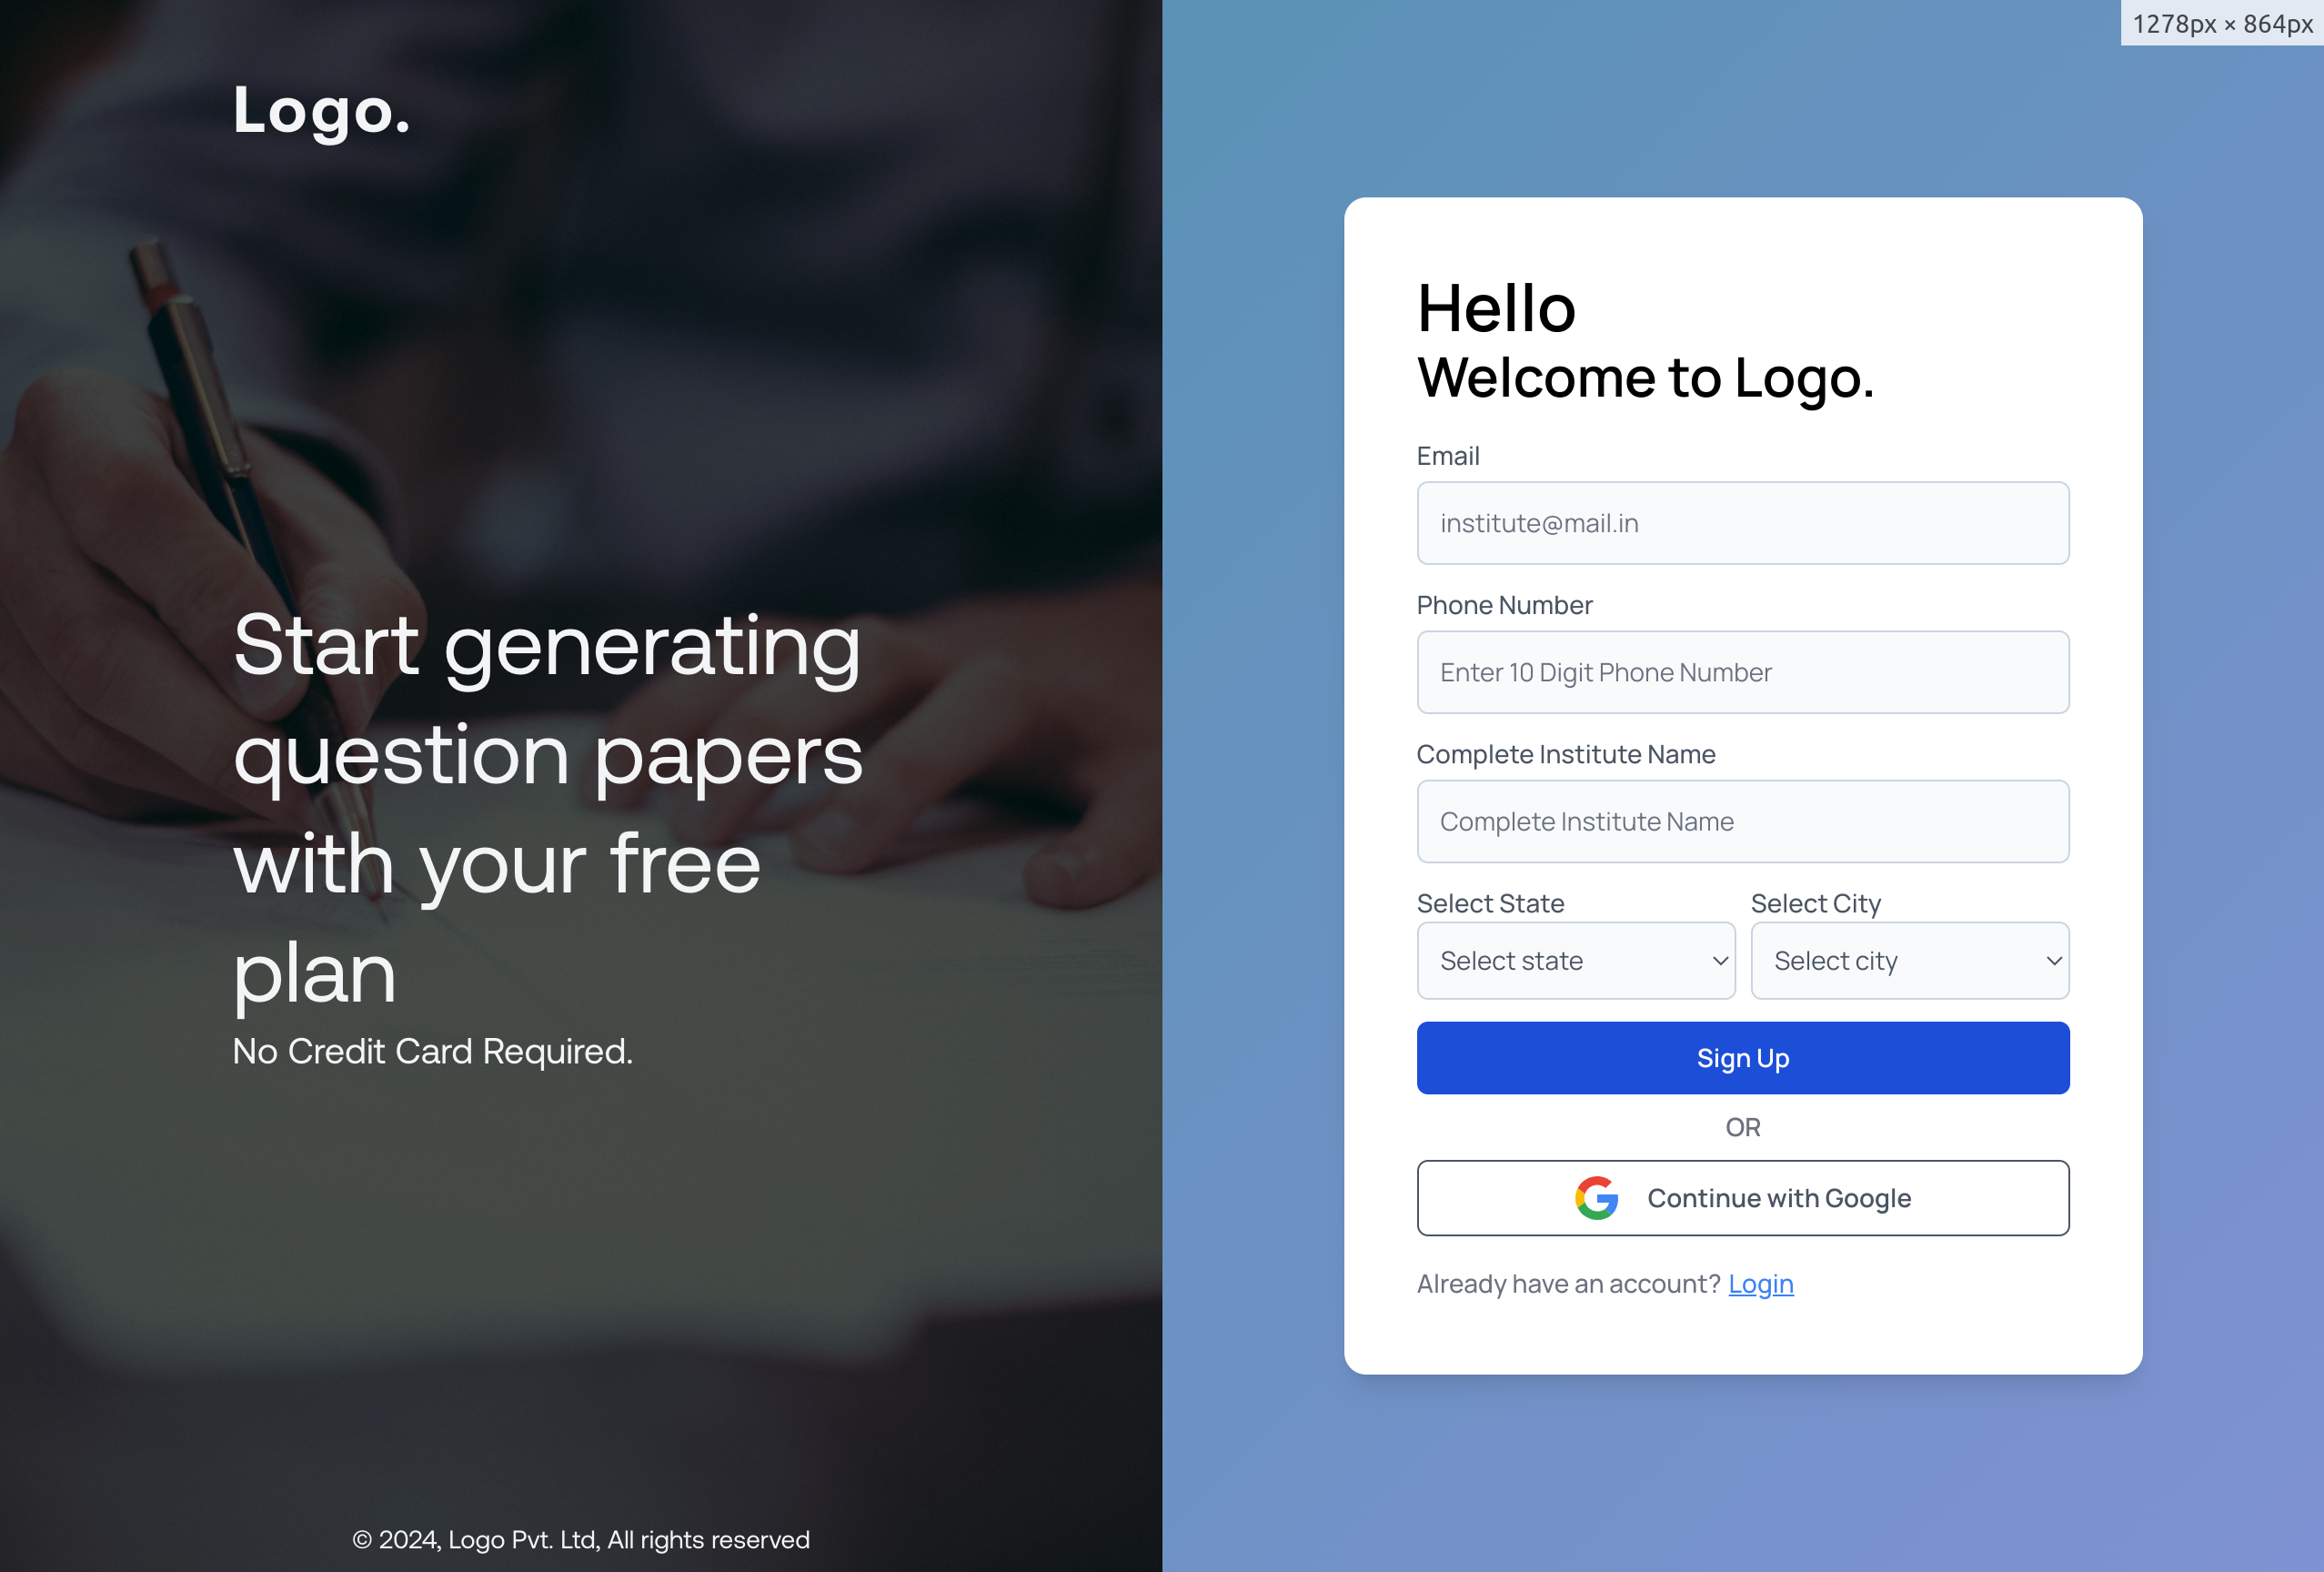 1278px × 864px
Logo.
Start generating
question papers
with your free
plan
No Credit Card Required.
© 2024, Logo Pvt. Ltd, All rights reserved
Hello
Welcome to Logo.
Email
institute@mail.in
Phone Number
Enter 10 Digit Phone Number
Complete Institute Name
Complete Institute Name
Select State Select City
Select state Select city
Sign Up
OR
Continue with Google
Already have an account? Login